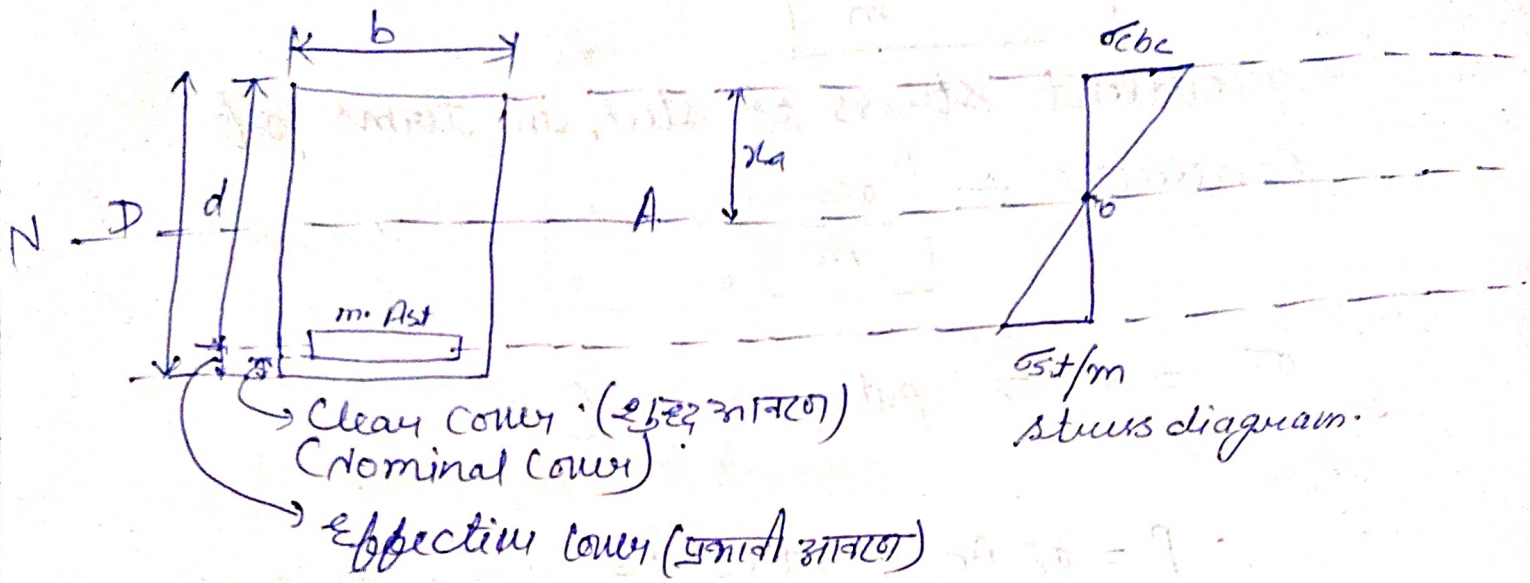 b
σcbc
xa
D
d
N
A
o
m. Ast
σst/m
Clear cover. (शुद्ध आवरण)
(Nominal Cover)
stress diagram.
Effective cover (प्रभावी आवरण)